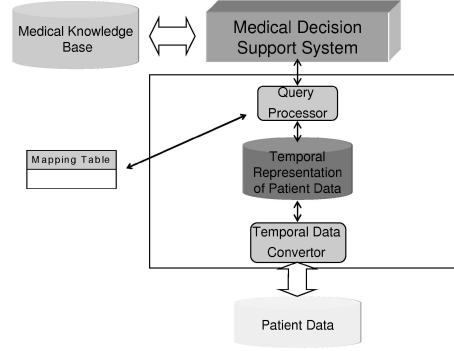 Medical Knowledge
Base
Medical Decision
Support System
Query
Processor
Mapping Table
Temporal
Representation
of Patient Data
Temporal Data
Convertor
Patient Data